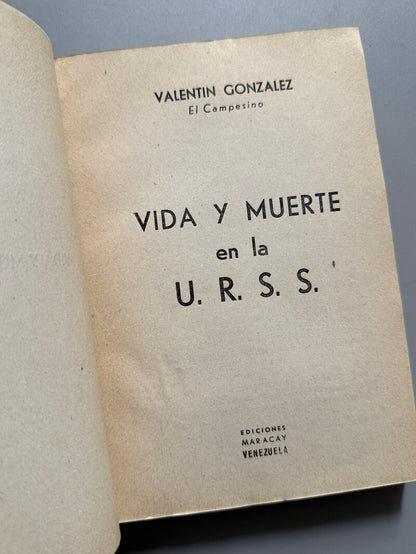 VALENTIN GONZALEZ
El Campesino
VIDA Y MUERTE
en la
U. R. S. S.
EDICIONES
MARACAY
VENEZUELA